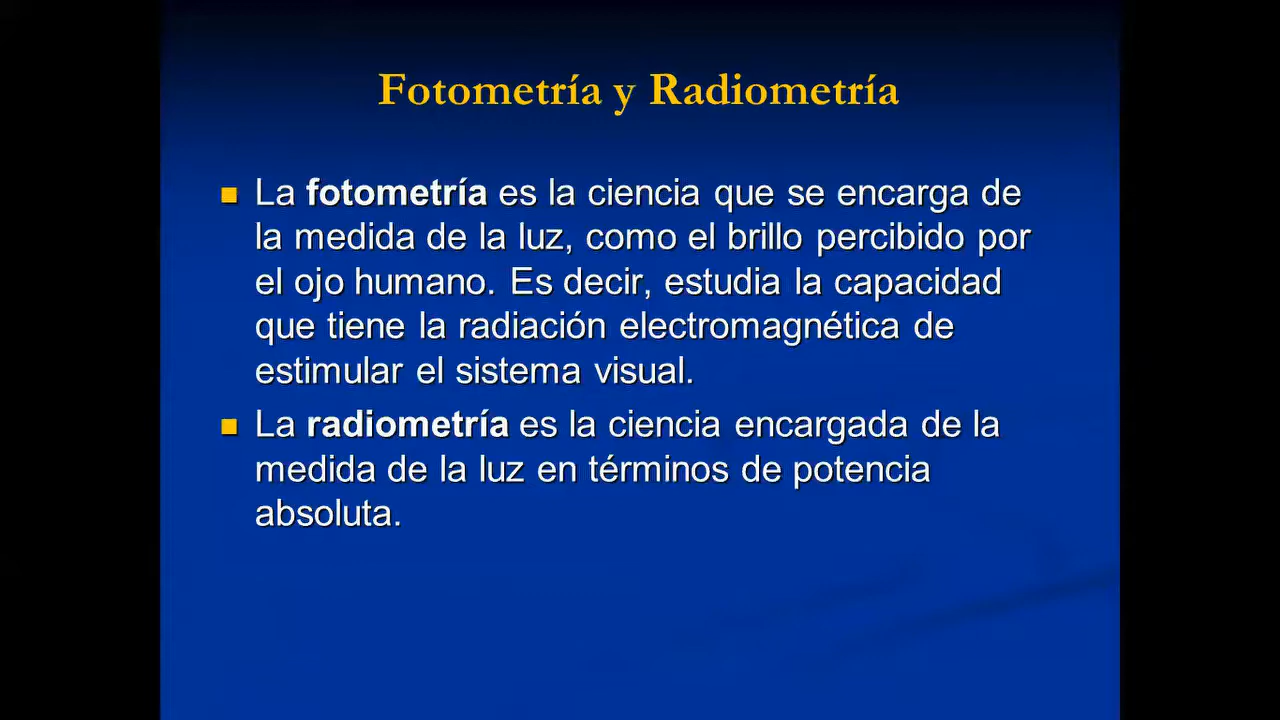 Fotometría y Radiometría
La fotometría es la ciencia que se encarga de
la medida de la luz, como el brillo percibido por
el ojo humano. Es decir, estudia la capacidad
que tiene la radiación electromagnética de
estimular el sistema visual.
La radiometría es la ciencia encargada de la
medida de la luz en términos de potencia
absoluta.